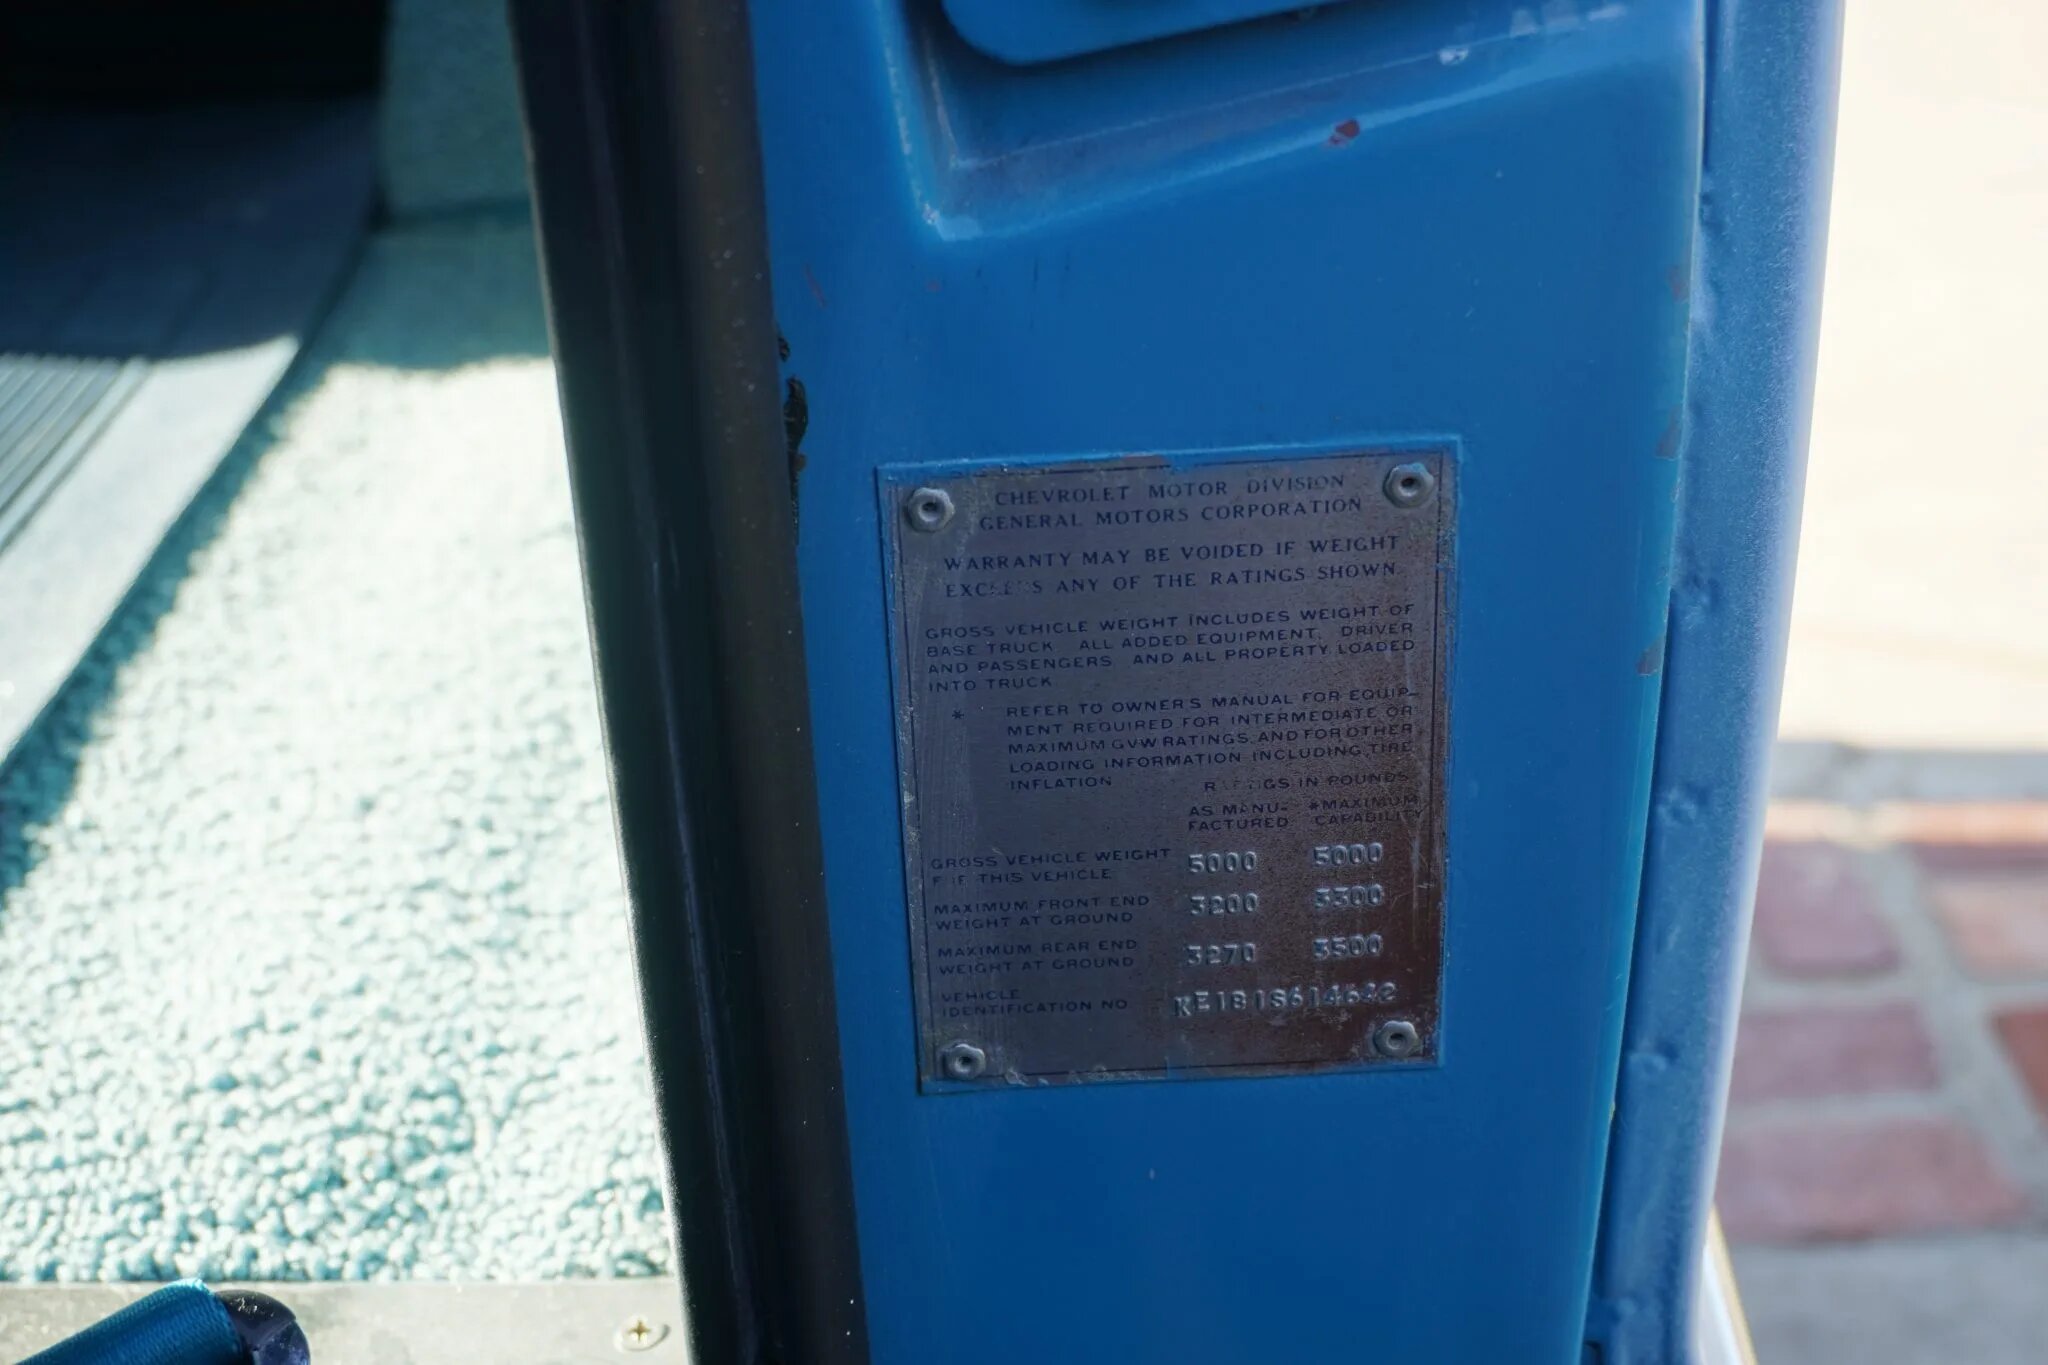 CHEVROLET MOTOR DIVISION
GENERAL MOTORS CORPORATION
WARRANTY MAY BE VOIDED IF WEIGHT
EXCEEDS ANY OF THE RATINGS SHOWN
GROSS VEHICLE WEIGHT INCLUDES WEIGHT OF
BASE TRUCK ALL ADDED EQUIPMENT, DRIVER
AND PASSENGERS AND ALL PROPERTY LOADED
INTO TRUCK
* REFER TO OWNER'S MANUAL FOR EQUIP-
MENT REQUIRED FOR INTERMEDIATE OR
MAXIMUM GVW RATINGS, AND FOR OTHER
LOADING INFORMATION INCLUDING TIRE
INFLATION
RATINGS IN POUNDS
AS MANU- *MAXIMUM
FACTURED CAPABILITY
GROSS VEHICLE WEIGHT 5000 5000
FOR THIS VEHICLE
MAXIMUM FRONT END 3200 3300
WEIGHT AT GROUND
MAXIMUM REAR END 3270 3500
WEIGHT AT GROUND
VEHICLE
IDENTIFICATION NO KE181S614642